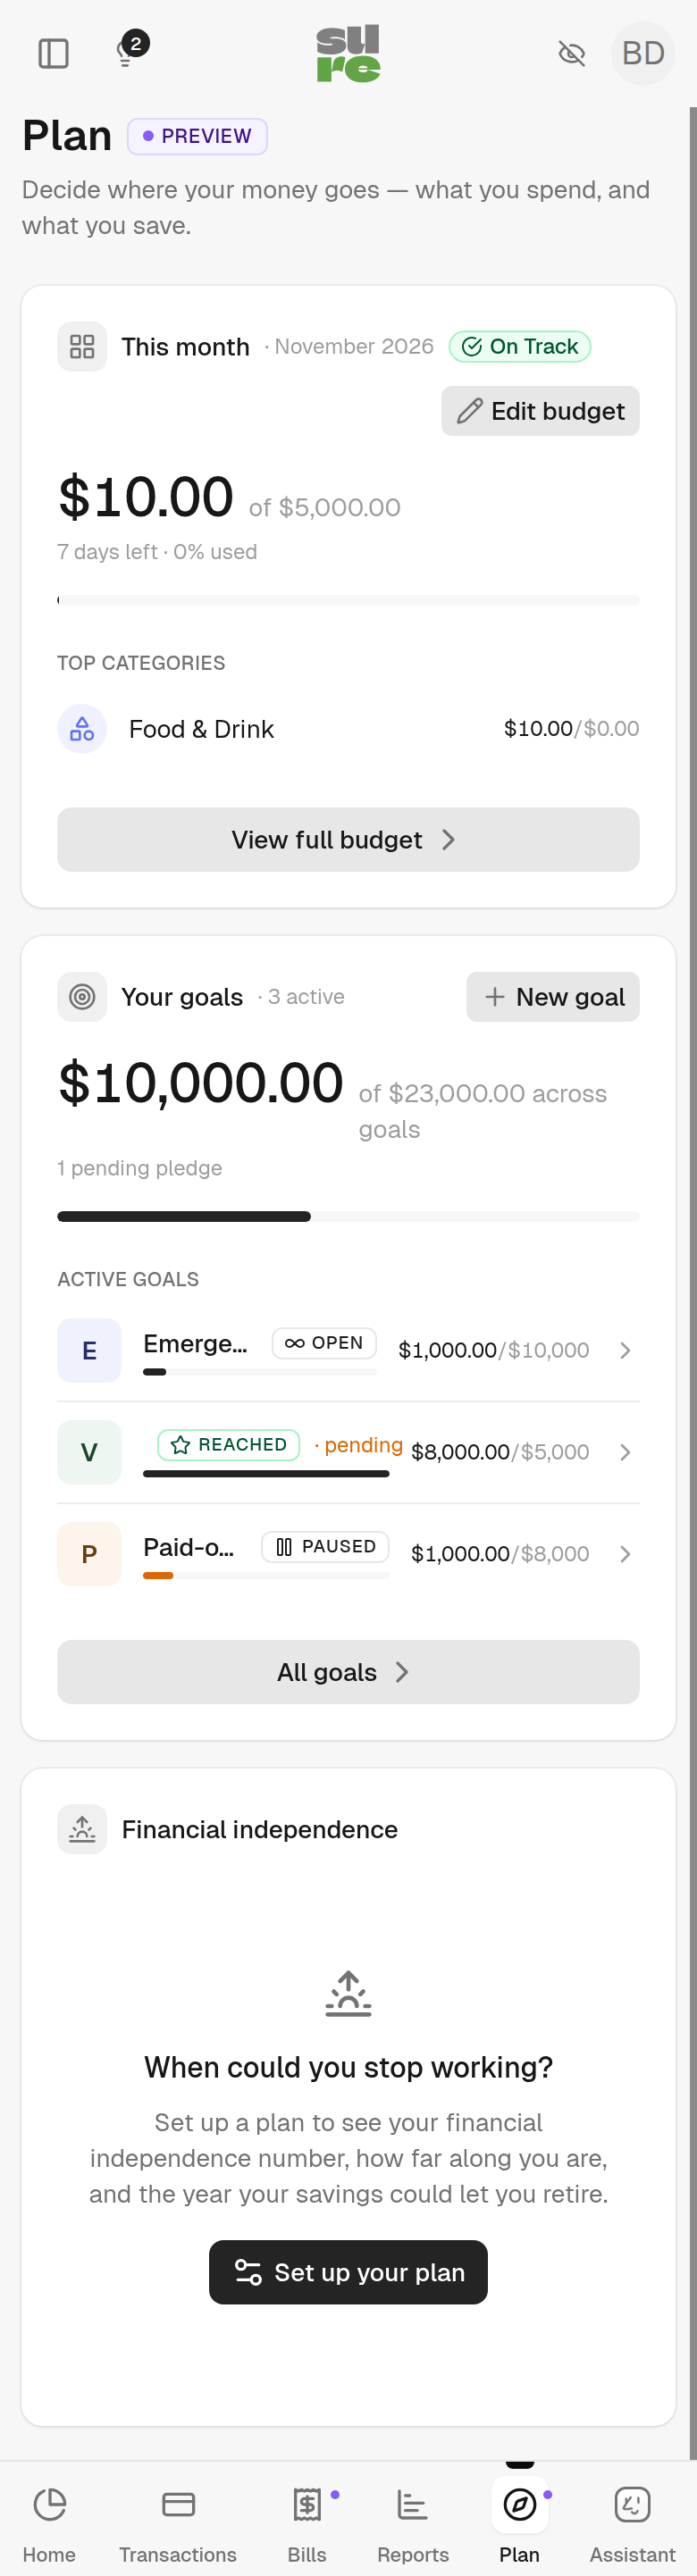 2
sure
BD
Plan
PREVIEW
Decide where your money goes — what you spend, and
what you save.
This month · November 2026 On Track
Edit budget
$10.00 of $5,000.00
7 days left · 0% used
TOP CATEGORIES
Food & Drink $10.00/$0.00
View full budget
Your goals · 3 active New goal
$10,000.00 of $23,000.00 across
goals
1 pending pledge
ACTIVE GOALS
E Emerge... OPEN $1,000.00/$10,000
V REACHED · pending $8,000.00/$5,000
P Paid-o... PAUSED $1,000.00/$8,000
All goals
Financial independence
When could you stop working?
Set up a plan to see your financial
independence number, how far along you are,
and the year your savings could let you retire.
Set up your plan
Home Transactions Bills Reports Plan Assistant